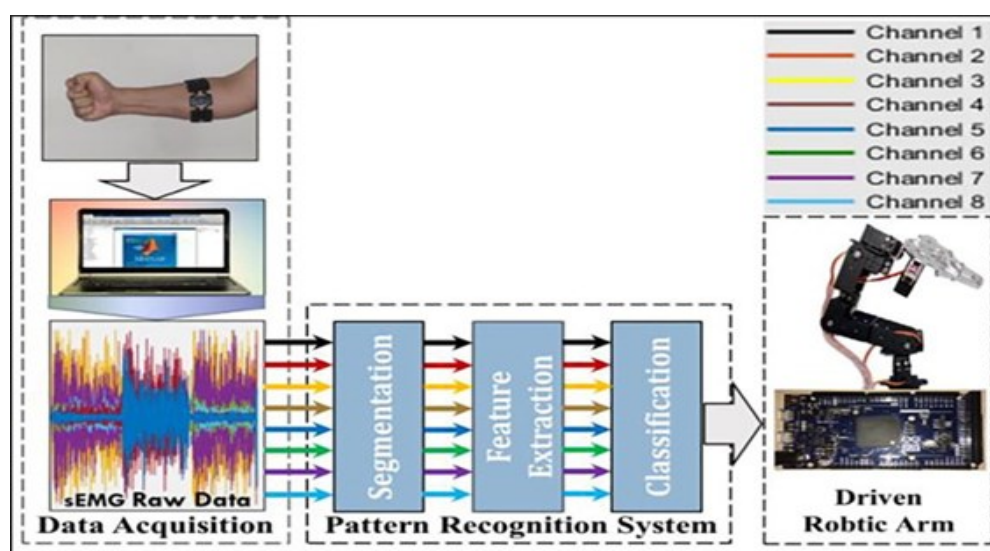 Channel 1
Channel 2
Channel 3
Channel 4
Channel 5
Channel 6
Channel 7
Channel 8
sEMG Raw Data
Data Acquisition
Segmentation
Feature
Extraction
Classification
Pattern Recognition System
Driven
Robtic Arm